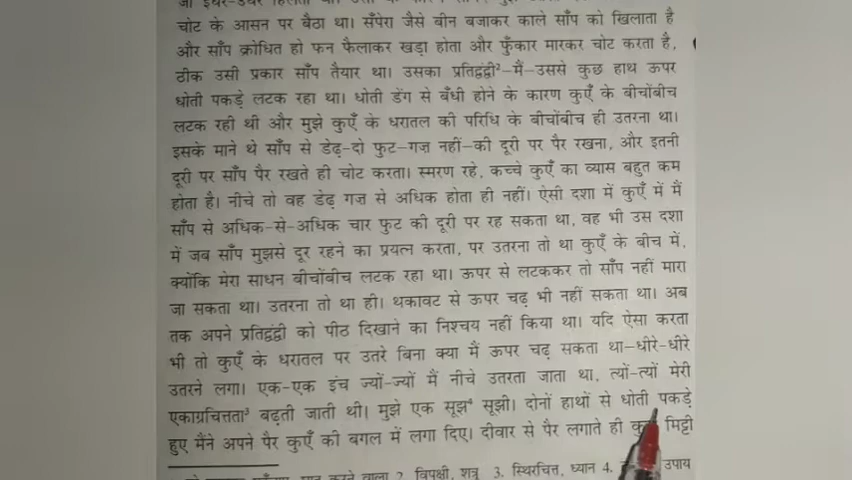 चोट के आसन पर बैठा था। सँपेरा जैसे बीन बजाकर काले साँप को खिलाता है
और साँप क्रोधित हो फन फैलाकर खड़ा होता और फुँकार मारकर चोट करता है,
ठीक उसी प्रकार साँप तैयार था। उसका प्रतिद्वंद्वी²–मैं–उससे कुछ हाथ ऊपर
धोती पकड़े लटक रहा था। धोती डेंग से बँधी होने के कारण कुएँ के बीचोंबीच
लटक रही थी और मुझे कुएँ के धरातल की परिधि के बीचोंबीच ही उतरना था।
इसके माने थे साँप से डेढ़-दो फुट–गज़ नहीं–की दूरी पर पैर रखना, और इतनी
दूरी पर साँप पैर रखते ही चोट करता। स्मरण रहे, कच्चे कुएँ का व्यास बहुत कम
होता है। नीचे तो वह डेढ़ गज़ से अधिक होता ही नहीं। ऐसी दशा में कुएँ में मैं
साँप से अधिक-से-अधिक चार फुट की दूरी पर रह सकता था, वह भी उस दशा
में जब साँप मुझसे दूर रहने का प्रयत्न करता, पर उतरना तो था कुएँ के बीच में,
क्योंकि मेरा साधन बीचोंबीच लटक रहा था। ऊपर से लटककर तो साँप नहीं मारा
जा सकता था। उतरना तो था ही। थकावट से ऊपर चढ़ भी नहीं सकता था। अब
तक अपने प्रतिद्वंद्वी को पीठ दिखाने का निश्चय नहीं किया था। यदि ऐसा करता
भी तो कुएँ के धरातल पर उतरे बिना क्या मैं ऊपर चढ़ सकता था–धीरे-धीरे
उतरने लगा। एक-एक इंच ज्यों-ज्यों मैं नीचे उतरता जाता था, त्यों-त्यों मेरी
एकाग्रचित्तता³ बढ़ती जाती थी। मुझे एक सूझ⁴ सूझी। दोनों हाथों से धोती पकड़े
हुए मैंने अपने पैर कुएँ की बगल में लगा दिए। दीवार से पैर लगाते ही मिट्टी
वाला 2. विपक्षी, शत्रु 3. स्थिरचित्त, ध्यान 4. उपाय